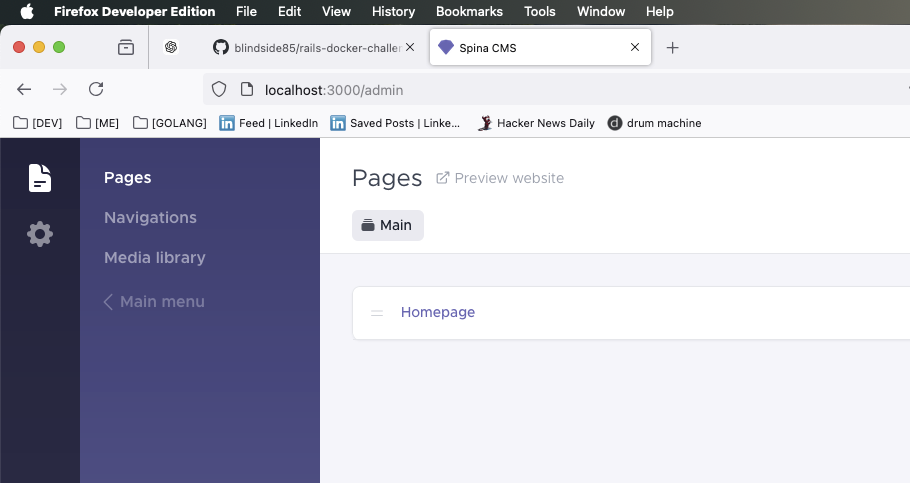 Firefox Developer Edition File Edit View History Bookmarks Tools Window Help
blindside85/rails-docker-challer Spina CMS
localhost:3000/admin
[DEV] [ME] [GOLANG] Feed | LinkedIn Saved Posts | Linke... Hacker News Daily drum machine
Pages
Navigations
Media library
Main menu
Pages Preview website
Main
Homepage